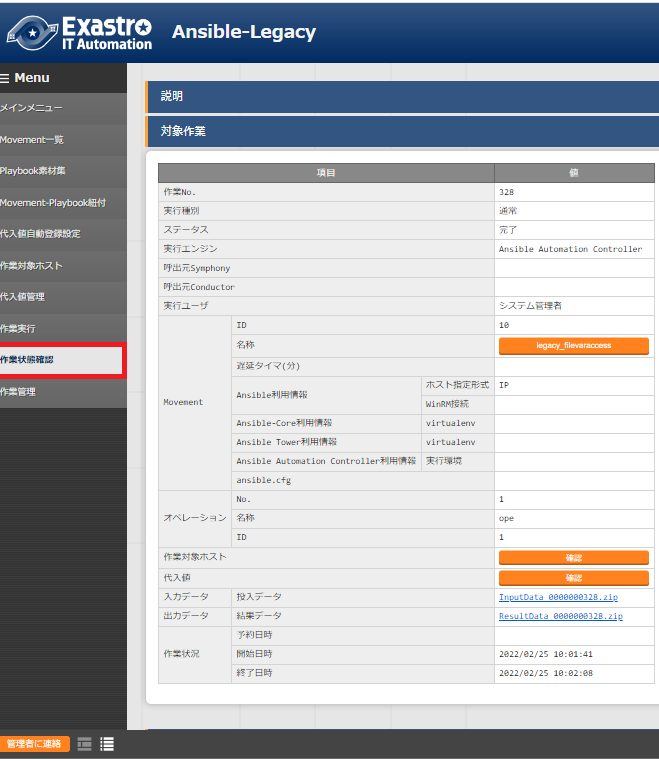 Exastro
IT Automation
Ansible-Legacy
Menu
メインメニュー
Movement一覧
Playbook素材集
Movement-Playbook紐付
代入値自動登録設定
作業対象ホスト
代入値管理
作業実行
作業状態確認
作業管理
説明
対象作業
項目 値
作業No. 328
実行種別 通常
ステータス 完了
実行エンジン Ansible Automation Controller
呼出元Symphony
呼出元Conductor
実行ユーザ システム管理者
Movement
ID 10
名称 legacy_filevaraccess
遅延タイマ(分)
Ansible利用情報 ホスト指定形式 IP
WinRM接続
Ansible-Core利用情報 virtualenv
Ansible Tower利用情報 virtualenv
Ansible Automation Controller利用情報 実行環境
ansible.cfg
オペレーション
No. 1
名称 ope
ID 1
作業対象ホスト 確認
代入値 確認
入力データ 投入データ InputData_0000000328.zip
出力データ 結果データ ResultData_0000000328.zip
作業状況
予約日時
開始日時 2022/02/25 10:01:41
終了日時 2022/02/25 10:02:08
管理者に連絡